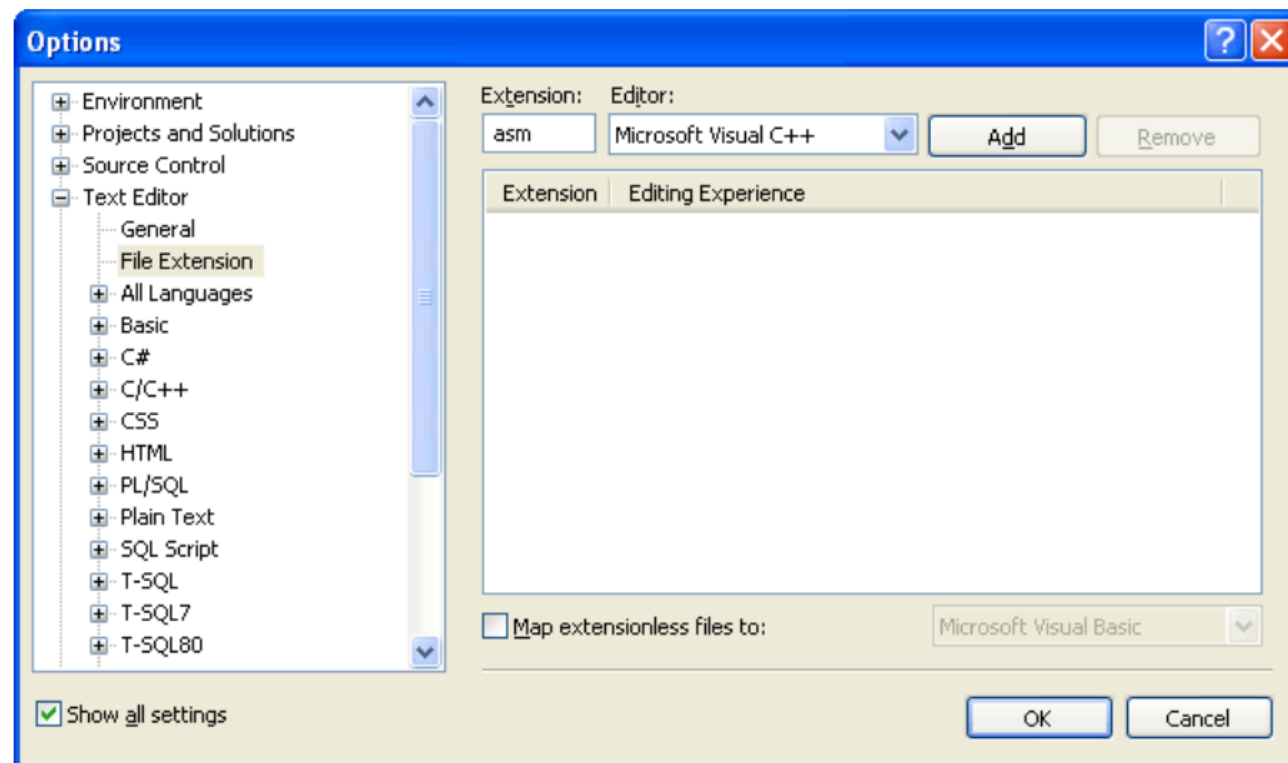 Options
Environment
Projects and Solutions
Source Control
Text Editor
General
File Extension
All Languages
Basic
C#
C/C++
CSS
HTML
PL/SQL
Plain Text
SQL Script
T-SQL
T-SQL7
T-SQL80
Show all settings
Extension: Editor:
asm Microsoft Visual C++ Add Remove
Extension Editing Experience
Map extensionless files to: Microsoft Visual Basic
OK Cancel